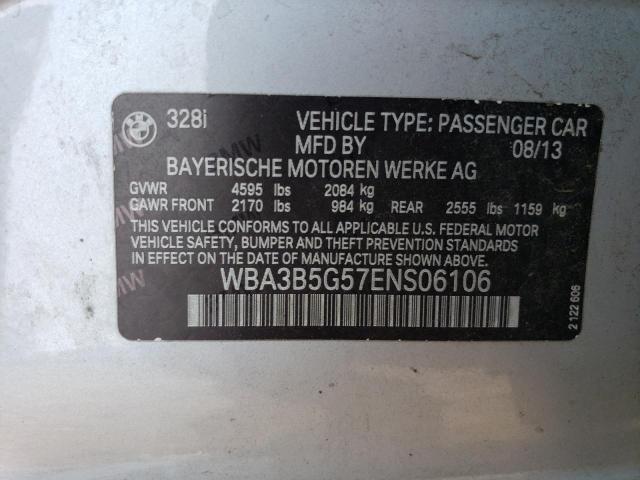 BMW 328i VEHICLE TYPE: PASSENGER CAR
MFD BY 08/13
BAYERISCHE MOTOREN WERKE AG
GVWR 4595 lbs 2084 kg
GAWR FRONT 2170 lbs 984 kg REAR 2555 lbs 1159 kg
THIS VEHICLE CONFORMS TO ALL APPLICABLE U.S. FEDERAL MOTOR
VEHICLE SAFETY, BUMPER AND THEFT PREVENTION STANDARDS
IN EFFECT ON THE DATE OF MANUFACTURE SHOWN ABOVE.
WBA3B5G57ENS06106
2 122 606